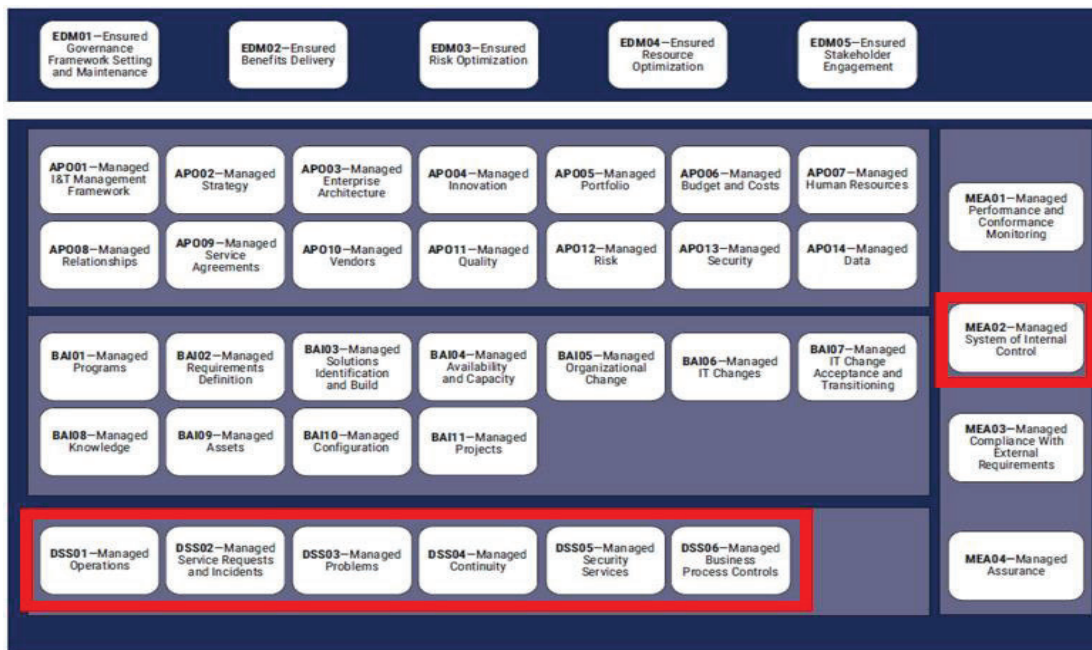 EDM01—Ensured
Governance
Framework Setting
and Maintenance
EDM02—Ensured
Benefits Delivery
EDM03—Ensured
Risk Optimization
EDM04—Ensured
Resource
Optimization
EDM05—Ensured
Stakeholder
Engagement
APO01—Managed
I&T Management
Framework
APO02—Managed
Strategy
APO03—Managed
Enterprise
Architecture
APO04—Managed
Innovation
APO05—Managed
Portfolio
APO06—Managed
Budget and Costs
APO07—Managed
Human Resources
APO08—Managed
Relationships
APO09—Managed
Service
Agreements
APO10—Managed
Vendors
APO11—Managed
Quality
APO12—Managed
Risk
APO13—Managed
Security
APO14—Managed
Data
BAI01—Managed
Programs
BAI02—Managed
Requirements
Definition
BAI03—Managed
Solutions
Identification
and Build
BAI04—Managed
Availability
and Capacity
BAI05—Managed
Organizational
Change
BAI06—Managed
IT Changes
BAI07—Managed
IT Change
Acceptance and
Transitioning
BAI08—Managed
Knowledge
BAI09—Managed
Assets
BAI10—Managed
Configuration
BAI11—Managed
Projects
DSS01—Managed
Operations
DSS02—Managed
Service Requests
and Incidents
DSS03—Managed
Problems
DSS04—Managed
Continuity
DSS05—Managed
Security
Services
DSS06—Managed
Business
Process Controls
MEA01—Managed
Performance and
Conformance
Monitoring
MEA02—Managed
System of Internal
Control
MEA03—Managed
Compliance With
External
Requirements
MEA04—Managed
Assurance